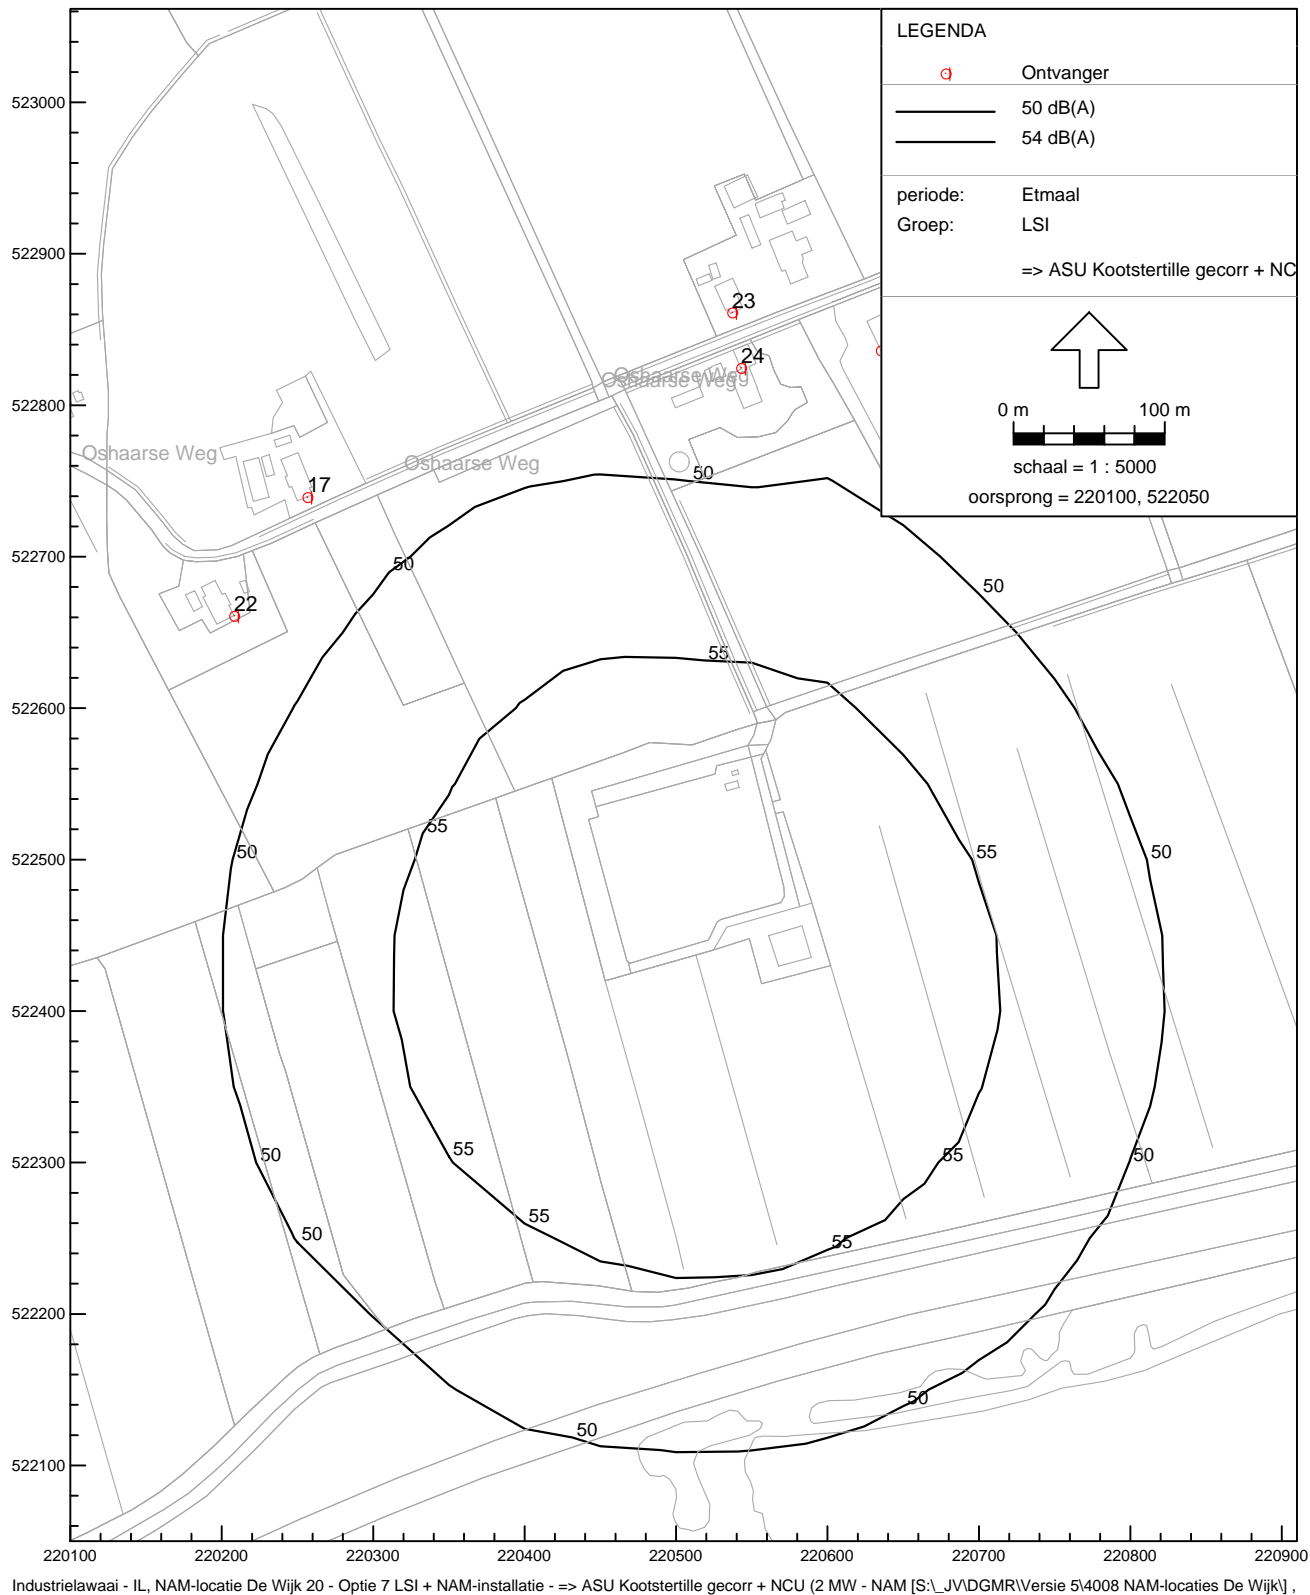 LEGENDA
Ontvanger
50 dB(A)
54 dB(A)
periode: Etmaal
Groep: LSI
=> ASU Kootstertille gecorr + NC
0 m 100 m
schaal = 1 : 5000
oorsprong = 220100, 522050
523000
522900
23
24
Oshaarse Weg
Oshaarse Weg
522800
Oshaarse Weg
Oshaarse Weg
50
17
522700
50
50
22
55
522600
55
522500
50
55
50
522400
55
522300
50
55
50
55
50
55
522200
50
50
522100
220100 220200 220300 220400 220500 220600 220700 220800 220900
Industrielawaai - IL, NAM-locatie De Wijk 20 - Optie 7 LSI + NAM-installatie - => ASU Kootstertille gecorr + NCU (2 MW - NAM [S:\_JV\DGMR\Versie 5\4008 NAM-locaties De Wijk\] ,